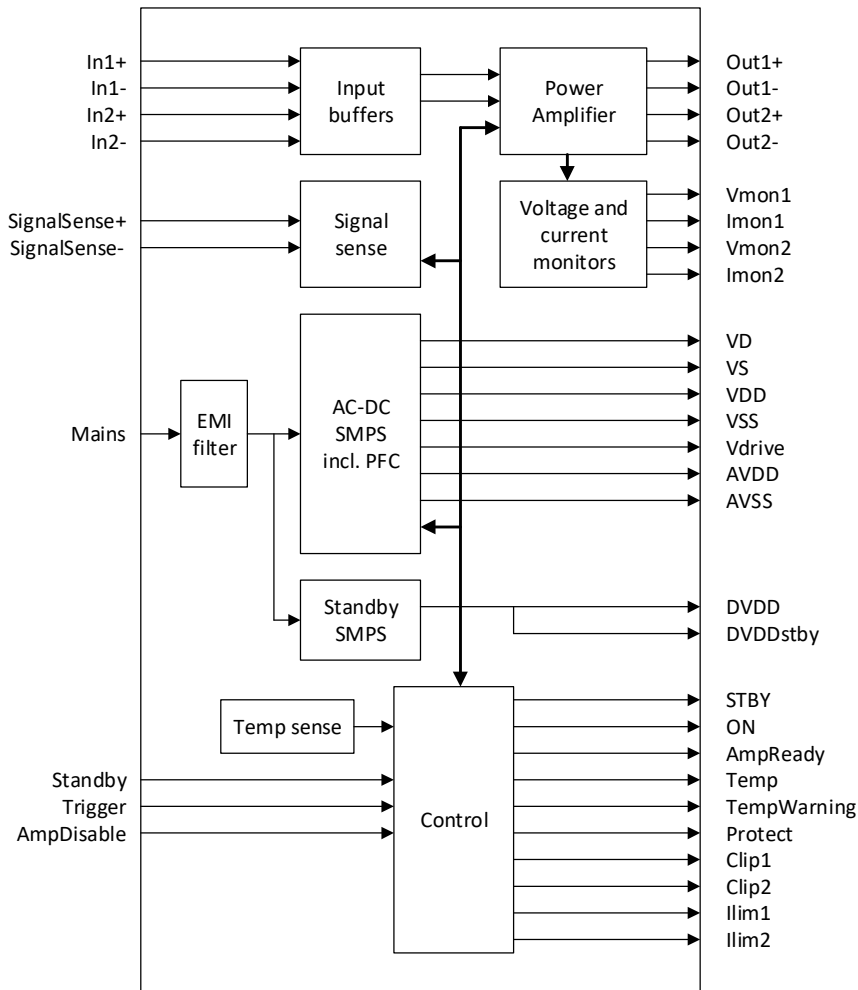 In1+
In1-
In2+
In2-
Input
buffers
Power
Amplifier
Out1+
Out1-
Out2+
Out2-
SignalSense+
SignalSense-
Signal
sense
Voltage and
current
monitors
Vmon1
Imon1
Vmon2
Imon2
Mains
EMI
filter
AC-DC
SMPS
incl. PFC
VD
VS
VDD
VSS
Vdrive
AVDD
AVSS
Standby
SMPS
DVDD
DVDDstby
Temp sense
Standby
Trigger
AmpDisable
Control
STBY
ON
AmpReady
Temp
TempWarning
Protect
Clip1
Clip2
Ilim1
Ilim2